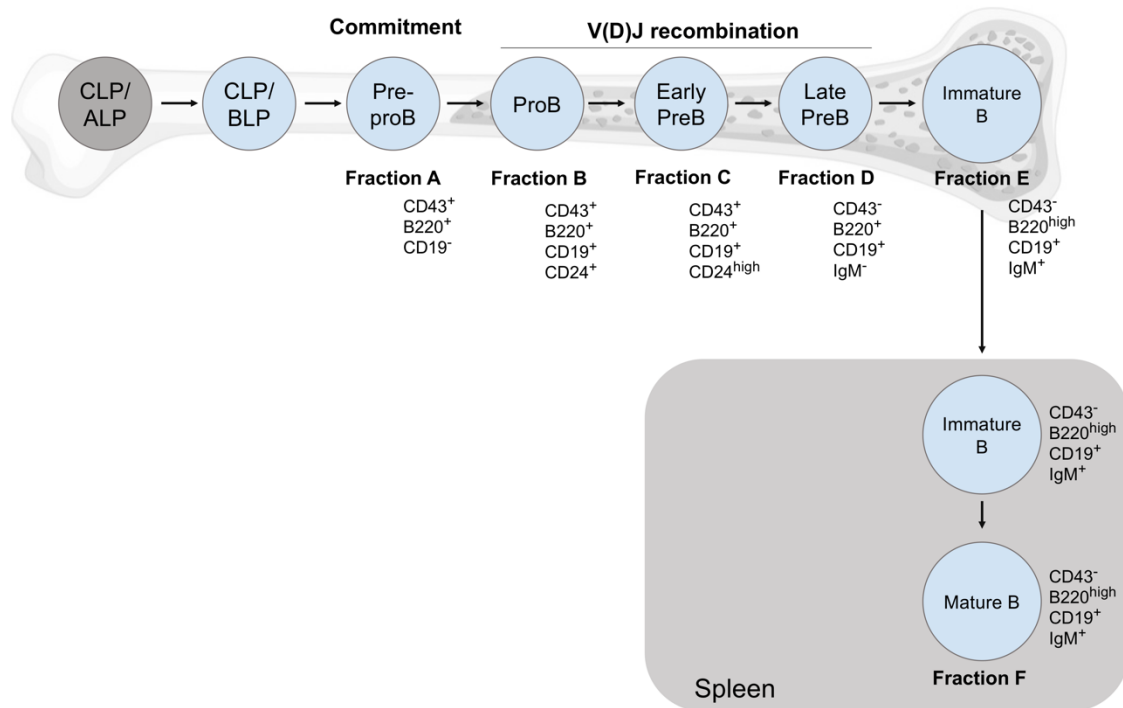 Commitment
V(D)J recombination
CLP/
ALP
CLP/
BLP
Pre-
proB
ProB
Early
PreB
Late
PreB
Immature
B
Fraction A
CD43⁺
B220⁺
CD19⁻
Fraction B
CD43⁺
B220⁺
CD19⁺
CD24⁺
Fraction C
CD43⁺
B220⁺
CD19⁺
CD24ʰⁱᵍʰ
Fraction D
CD43⁻
B220⁺
CD19⁺
IgM⁻
Fraction E
CD43⁻
B220ʰⁱᵍʰ
CD19⁺
IgM⁺
Immature
B
CD43⁻
B220ʰⁱᵍʰ
CD19⁺
IgM⁺
Mature B
CD43⁻
B220ʰⁱᵍʰ
CD19⁺
IgM⁺
Fraction F
Spleen